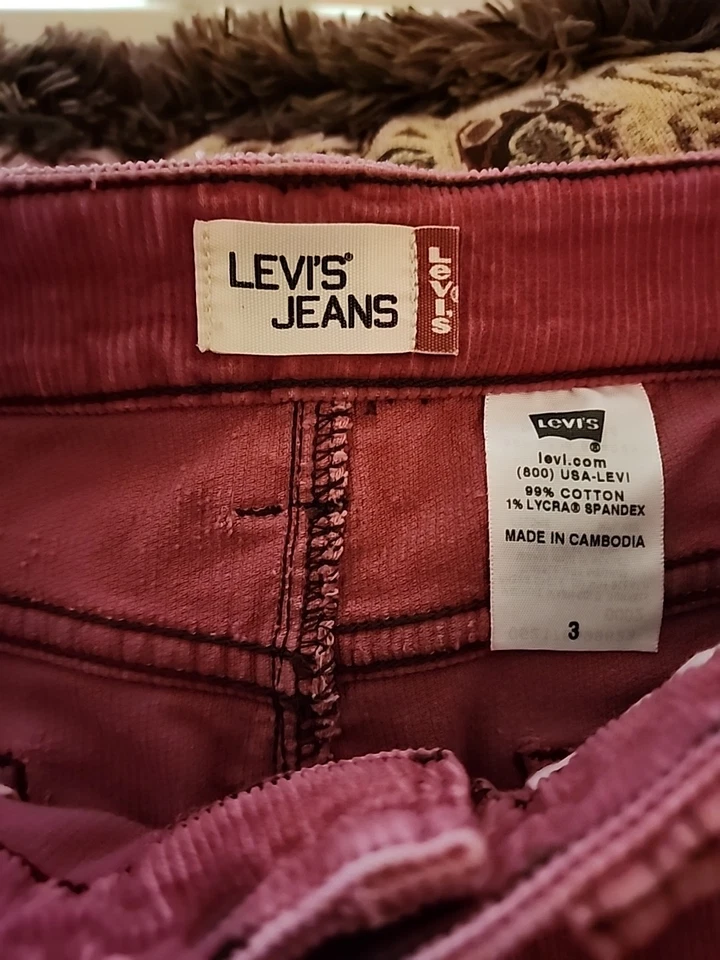 LEVI'S®
JEANS
Levi's
LEVI'S
®
levi.com
(800) USA-LEVI
99% COTTON
1% LYCRA® SPANDEX
MADE IN CAMBODIA
3